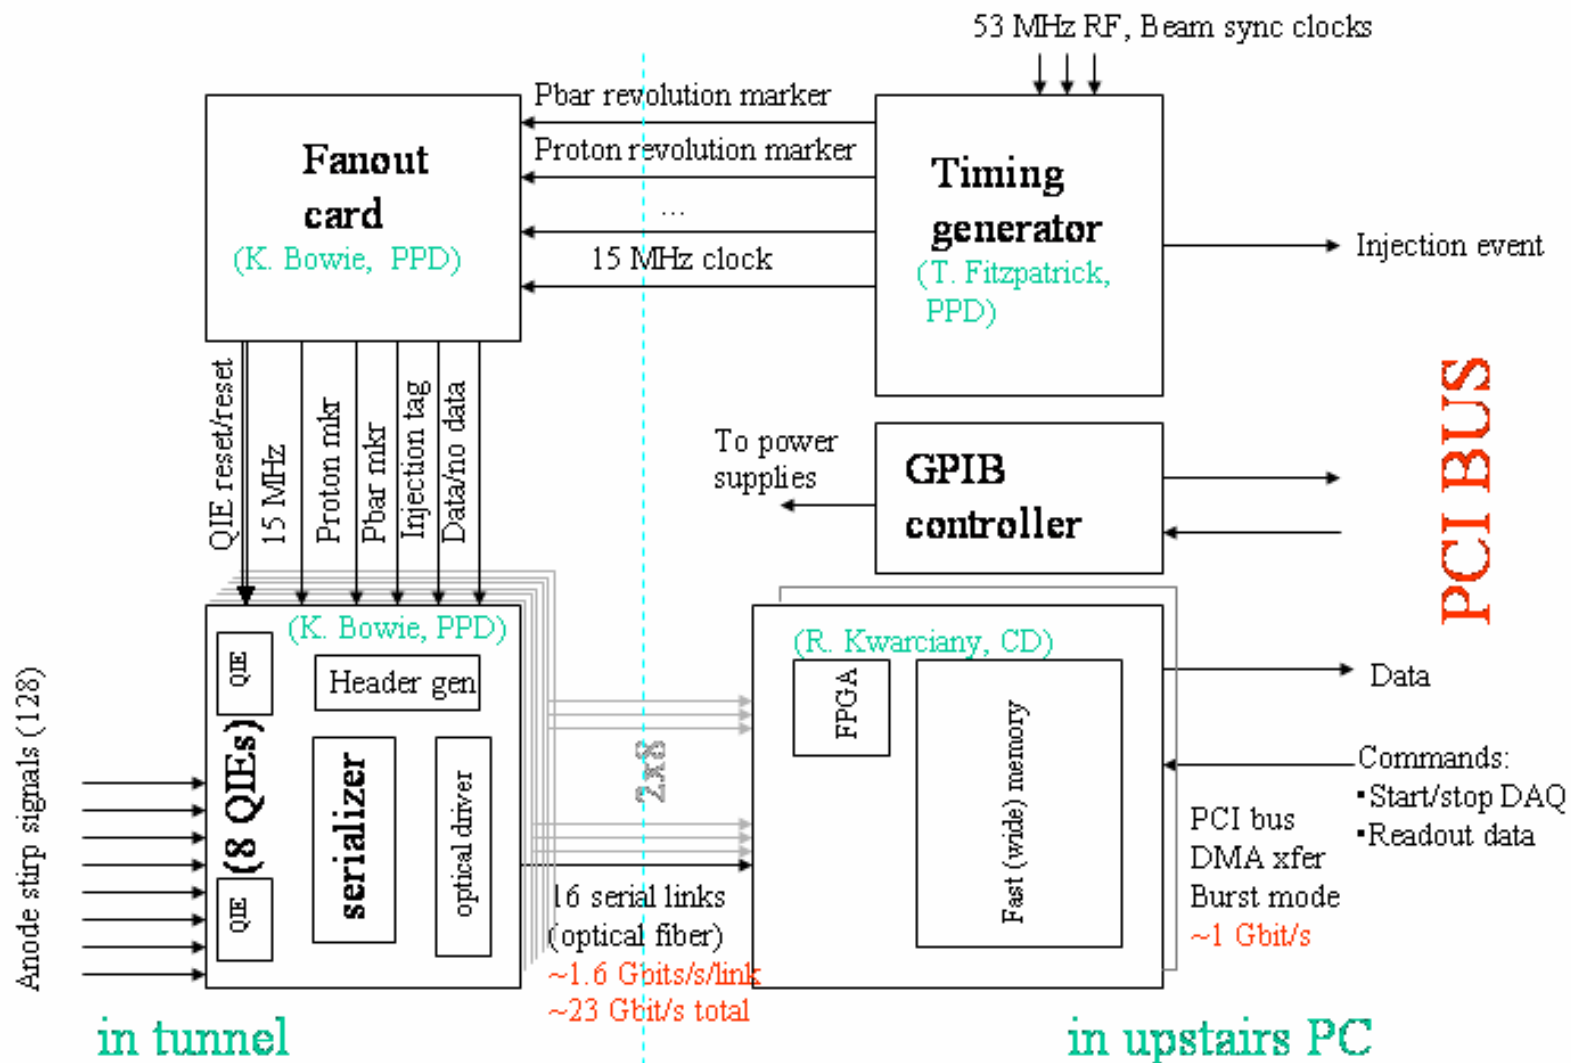 53 MHz RF, Beam sync clocks
Pbar revolution marker
Proton revolution marker
...
15 MHz clock
Fanout
card
(K. Bowie, PPD)
Timing
generator
(T. Fitzpatrick,
PPD)
Injection event
PCI BUS
QIE reset/reset
15 MHz
Proton mkr
Pbar mkr
Injection tag
Data/no data
To power
supplies
GPIB
controller
(K. Bowie, PPD)
QIE
Header gen
(8 QIEs)
serializer
optical driver
QIE
Anode stirp signals (128)
2x8
16 serial links
(optical fiber)
~1.6 Gbits/s/link
~23 Gbit/s total
(R. Kwarciany, CD)
FPGA
Fast (wide) memory
Data
Commands:
▪Start/stop DAQ
▪Readout data
PCI bus
DMA xfer
Burst mode
~1 Gbit/s
in tunnel
in upstairs PC